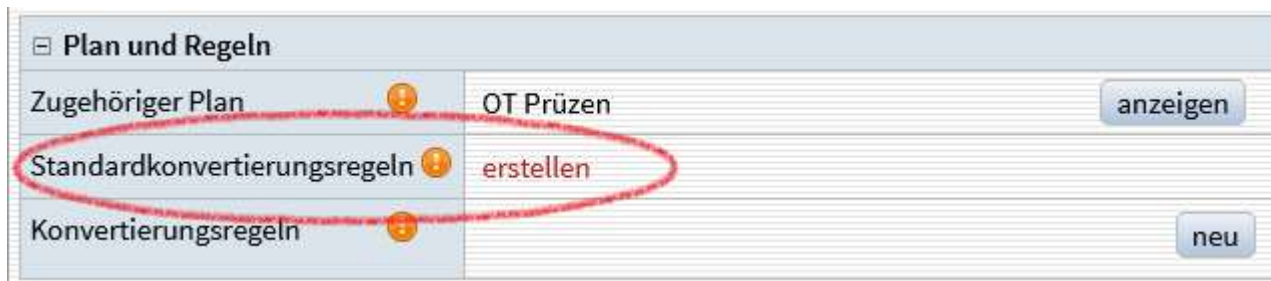 Plan und Regeln
Zugehöriger Plan OT Prüzen anzeigen
Standardkonvertierungsregeln erstellen
Konvertierungsregeln neu